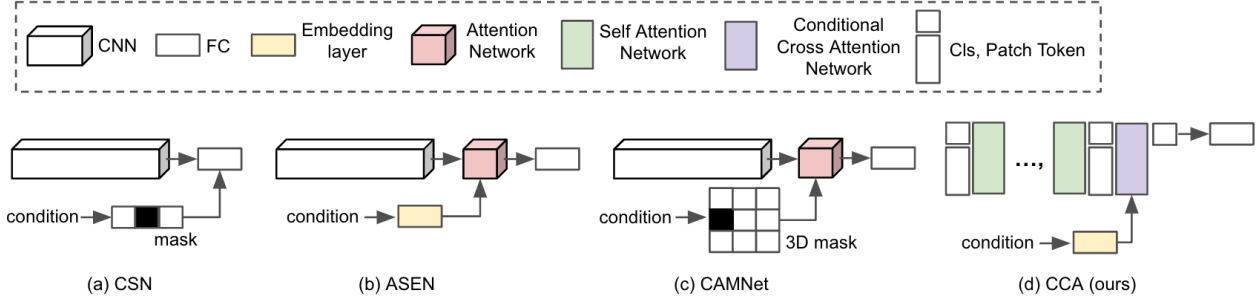 CNN
FC
Embedding
layer
Attention
Network
Self Attention
Network
Conditional
Cross Attention
Network
Cls, Patch Token
condition
mask
(a) CSN
condition
(b) ASEN
condition
3D mask
(c) CAMNet
...,
condition
(d) CCA (ours)